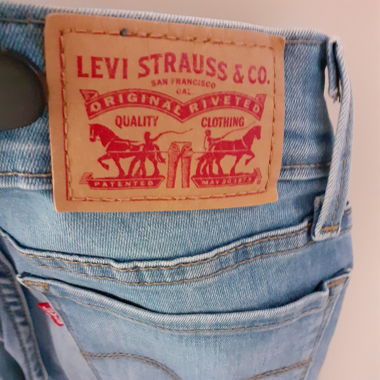 LEVI STRAUSS & CO.
SAN FRANCISCO
CAL.
ORIGINAL RIVETED
QUALITY CLOTHING
PATENTED MAY 20 1873